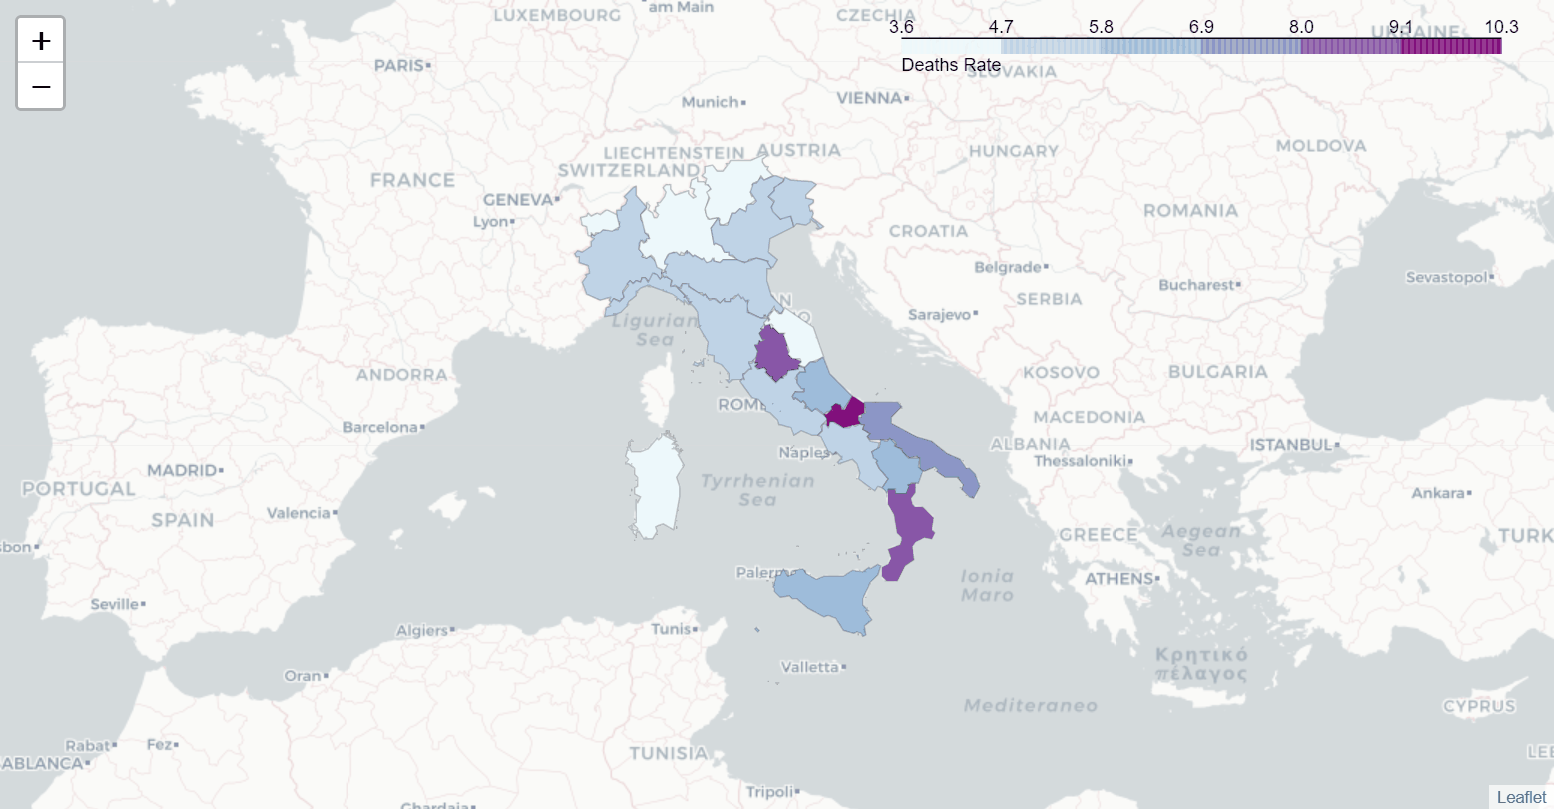 +
−
3.6 4.7 5.8 6.9 8.0 9.1 10.3
Deaths Rate
LUXEMBOURG
am Main
CZECHIA
UKRAINE
PARIS
SLOVAKIA
Munich
VIENNA
LIECHTENSTEIN
AUSTRIA
HUNGARY
MOLDOVA
SWITZERLAND
FRANCE
GENEVA
Lyon
ROMANIA
CROATIA
Belgrade
Sevastopol
Bucharest
SERBIA
Sarajevo
N
O
Ligurian
Sea
ANDORRA
KOSOVO
BULGARIA
ROME
MACEDONIA
Barcelona
ALBANIA
ISTANBUL
Naples
Thessaloniki
MADRID
PORTUGAL
Tyrrhenian
Sea
Ankara
Valencia
SPAIN
GREECE
Aegean
Sea
TURK
sbon
Palermo
Ionia
Maro
ATHENS
Seville
Algiers
Tunis
Κρητικό
πέλαγος
Valletta
Oran
Mediteraneo
CYPRUS
Rabat
Fez
TUNISIA
LEE
ABLANCA
Tripoli
Ghardaia
Leaflet